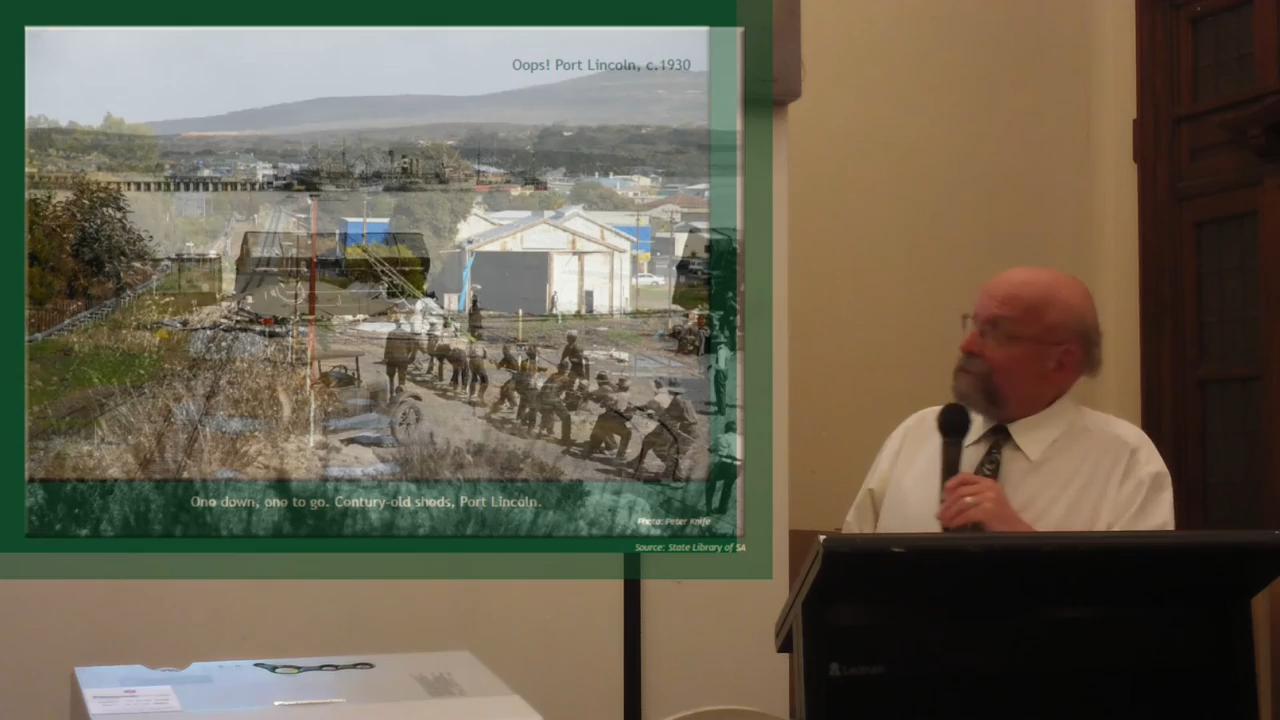 Oops! Port Lincoln, c.1930
One down, one to go. Century-old sheds, Port Lincoln.
Photo: Peter Knife
Source: State Library of SA
Lectrum